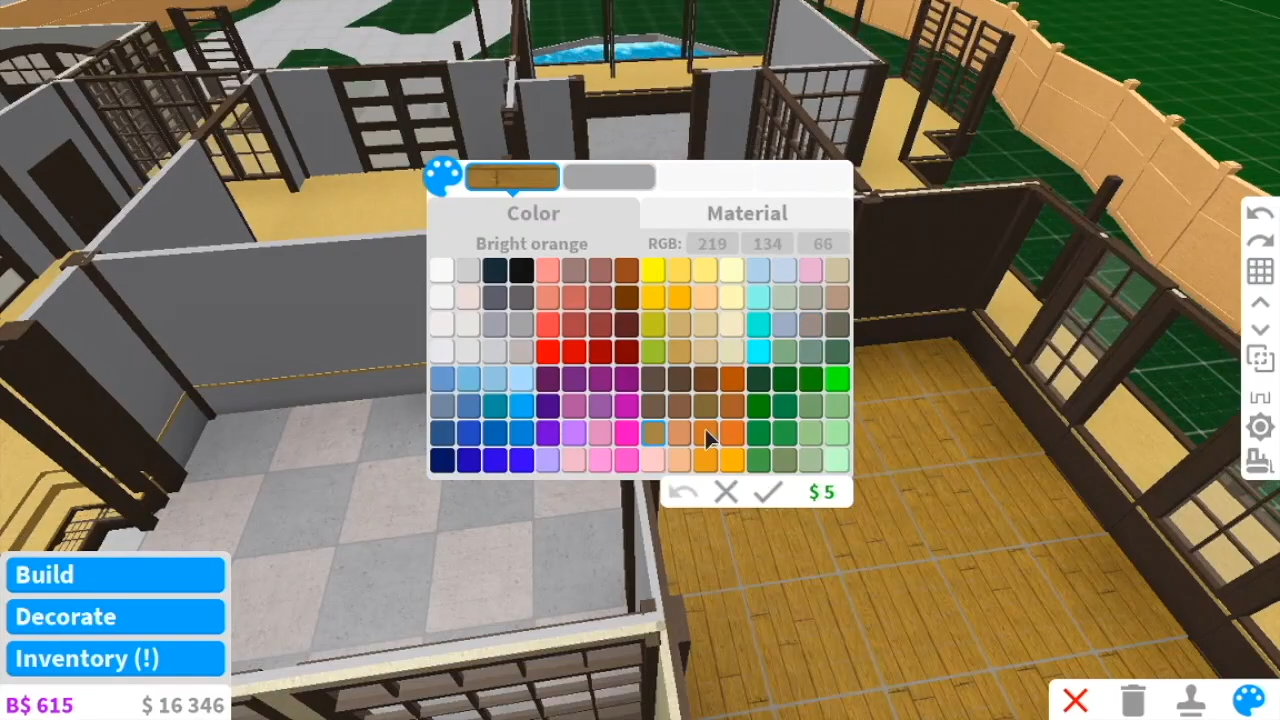 Color
Material
Bright orange
RGB: 219 134 66
$ 5
Build
Decorate
Inventory (!)
B$ 615 $ 16 346